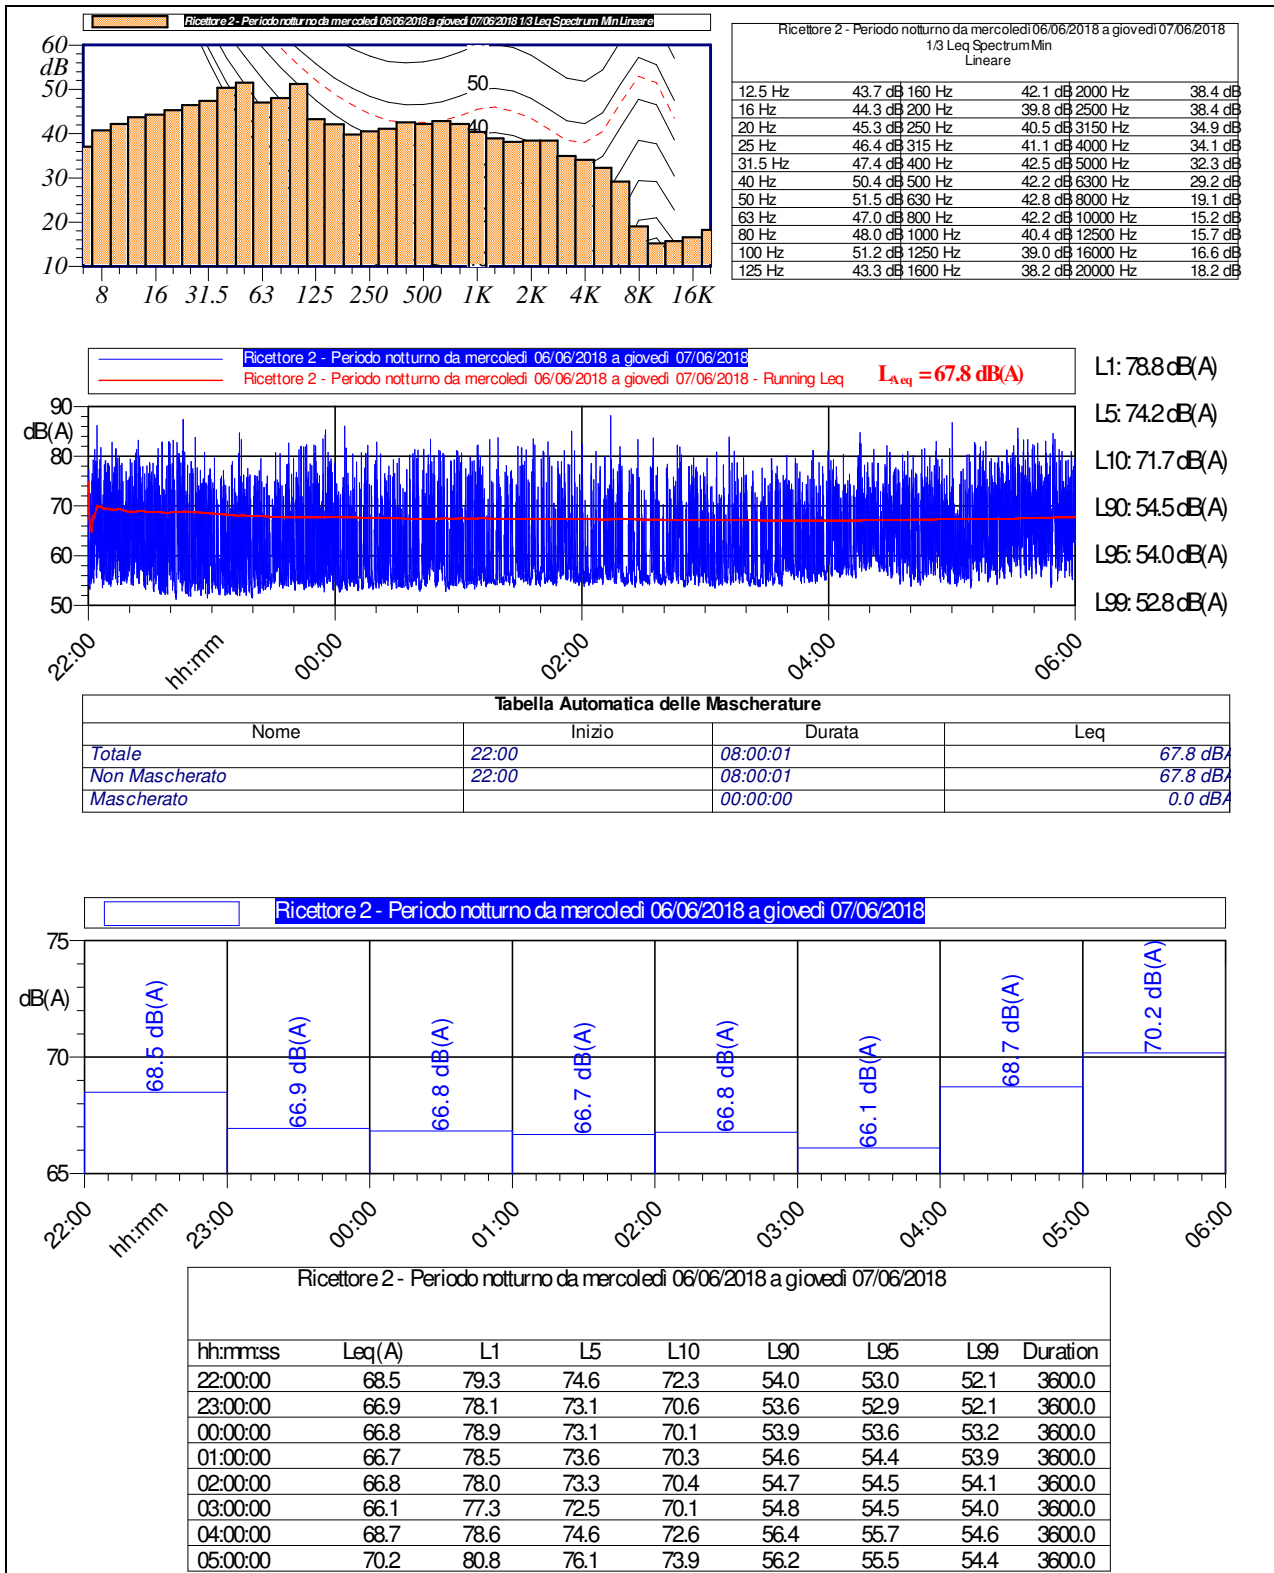 Ricettore 2 - Periodo notturno da mercoledì 06/06/2018 a giovedì 07/06/2018 1/3 Leq Spectrum Min Lineare
60
dB
50
40
30
20
10
50
40
8 16 31.5 63 125 250 500 1K 2K 4K 8K 16K
Ricettore 2 - Periodo notturno da mercoledì 06/06/2018 a giovedì 07/06/2018
1/3 Leq Spectrum Min
Lineare
12.5 Hz 43.7 dB 160 Hz 42.1 dB 2000 Hz 38.4 dB
16 Hz 44.3 dB 200 Hz 39.8 dB 2500 Hz 38.4 dB
20 Hz 45.3 dB 250 Hz 40.5 dB 3150 Hz 34.9 dB
25 Hz 46.4 dB 315 Hz 41.1 dB 4000 Hz 34.1 dB
31.5 Hz 47.4 dB 400 Hz 42.5 dB 5000 Hz 32.3 dB
40 Hz 50.4 dB 500 Hz 42.2 dB 6300 Hz 29.2 dB
50 Hz 51.5 dB 630 Hz 42.8 dB 8000 Hz 19.1 dB
63 Hz 47.0 dB 800 Hz 42.2 dB 10000 Hz 15.2 dB
80 Hz 48.0 dB 1000 Hz 40.4 dB 12500 Hz 15.7 dB
100 Hz 51.2 dB 1250 Hz 39.0 dB 16000 Hz 16.6 dB
125 Hz 43.3 dB 1600 Hz 38.2 dB 20000 Hz 18.2 dB
Ricettore 2 - Periodo notturno da mercoledì 06/06/2018 a giovedì 07/06/2018
Ricettore 2 - Periodo notturno da mercoledì 06/06/2018 a giovedì 07/06/2018 - Running Leq
LAeq = 67.8 dB(A)
90
dB(A)
80
70
60
50
22:00 hh:mm 00:00 02:00 04:00 06:00
L1: 78.8 dB(A)
L5: 74.2 dB(A)
L10: 71.7 dB(A)
L90: 54.5 dB(A)
L95: 54.0 dB(A)
L99: 52.8 dB(A)
Tabella Automatica delle Mascherature
Nome Inizio Durata Leq
Totale 22:00 08:00:01 67.8 dBA
Non Mascherato 22:00 08:00:01 67.8 dBA
Mascherato 00:00:00 0.0 dBA
Ricettore 2 - Periodo notturno da mercoledì 06/06/2018 a giovedì 07/06/2018
75
dB(A)
70
65
68.5 dB(A)
66.9 dB(A)
66.8 dB(A)
66.7 dB(A)
66.8 dB(A)
66.1 dB(A)
68.7 dB(A)
70.2 dB(A)
22:00 hh:mm 23:00 00:00 01:00 02:00 03:00 04:00 05:00 06:00
Ricettore 2 - Periodo notturno da mercoledì 06/06/2018 a giovedì 07/06/2018
hh:mm:ss Leq(A) L1 L5 L10 L90 L95 L99 Duration
22:00:00 68.5 79.3 74.6 72.3 54.0 53.0 52.1 3600.0
23:00:00 66.9 78.1 73.1 70.6 53.6 52.9 52.1 3600.0
00:00:00 66.8 78.9 73.1 70.1 53.9 53.6 53.2 3600.0
01:00:00 66.7 78.5 73.6 70.3 54.6 54.4 53.9 3600.0
02:00:00 66.8 78.0 73.3 70.4 54.7 54.5 54.1 3600.0
03:00:00 66.1 77.3 72.5 70.1 54.8 54.5 54.0 3600.0
04:00:00 68.7 78.6 74.6 72.6 56.4 55.7 54.6 3600.0
05:00:00 70.2 80.8 76.1 73.9 56.2 55.5 54.4 3600.0